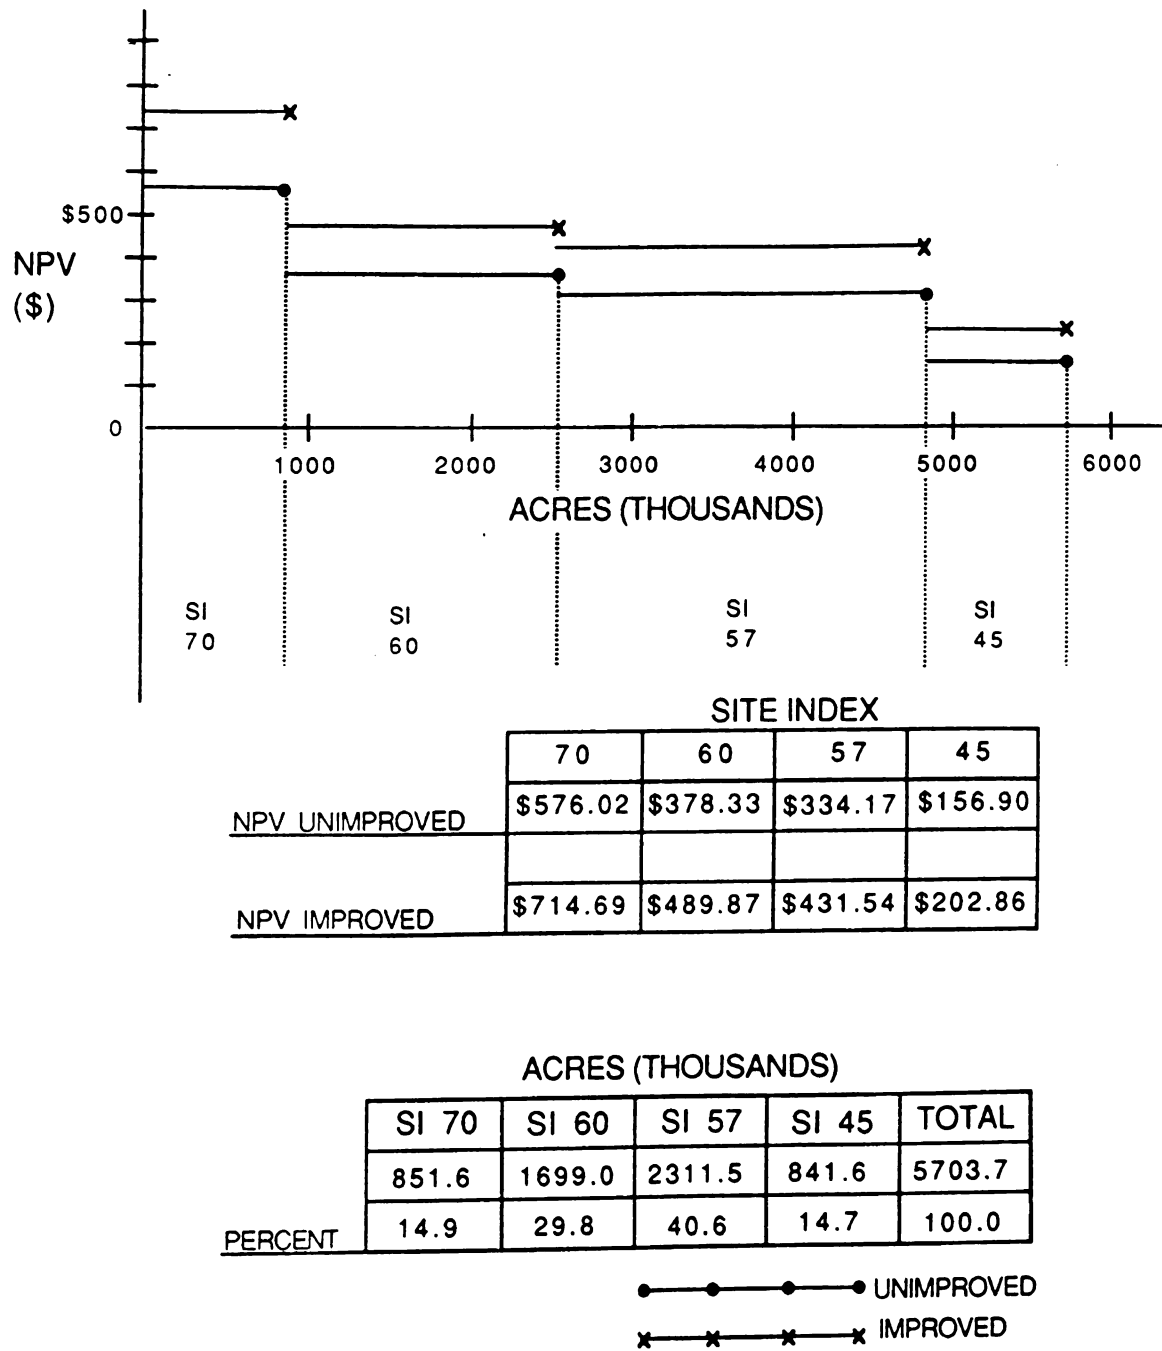 $500
NPV
($)
0
1000 2000 3000 4000 5000 6000
ACRES (THOUSANDS)
SI SI SI SI
70 60 57 45
SITE INDEX
70 60 57 45
NPV UNIMPROVED $576.02 $378.33 $334.17 $156.90
NPV IMPROVED $714.69 $489.87 $431.54 $202.86
ACRES (THOUSANDS)
SI 70 SI 60 SI 57 SI 45 TOTAL
851.6 1699.0 2311.5 841.6 5703.7
PERCENT 14.9 29.8 40.6 14.7 100.0
UNIMPROVED
IMPROVED